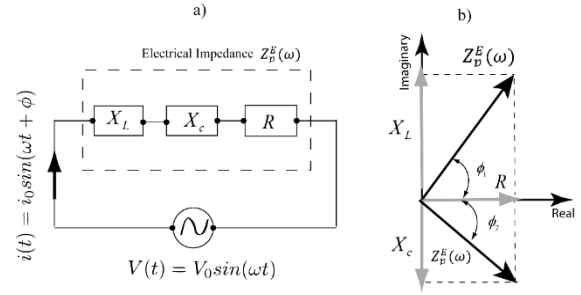 a)
Electrical Impedance Z_p^E(ω)
X_L
X_c
R
i(t) = i_0 sin(ωt + ϕ)
V(t) = V_0 sin(ωt)
b)
Imaginary
Z_p^E(ω)
X_L
ϕ_1
R
Real
ϕ_2
X_c
Z_p^E(ω)